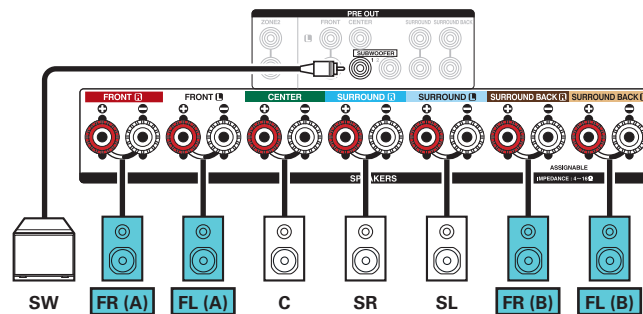 PRE OUT
ZONE2 FRONT CENTER SURROUND SURROUND BACK
L
SUBWOOFER
1 2
FRONT R FRONT L CENTER SURROUND R SURROUND L SURROUND BACK R SURROUND BACK
+ − + − + − + − + − + − + −
ASSIGNABLE
SPEAKERS IMPEDANCE : 4~16Ω
SW FR (A) FL (A) C SR SL FR (B) FL (B)